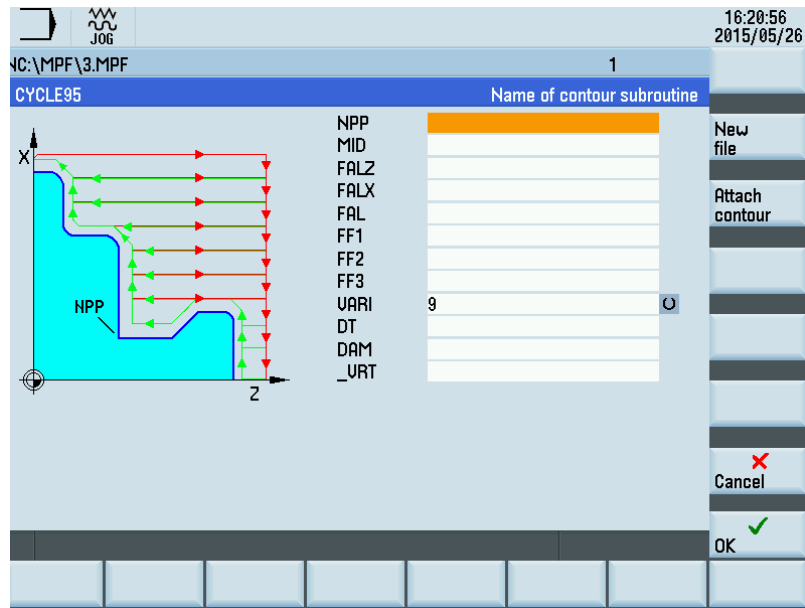 JOG
16:20:56
2015/05/26
NC:\MPF\3.MPF
1
CYCLE95
Name of contour subroutine
X
NPP
Z
NPP
MID
FALZ
FALX
FAL
FF1
FF2
FF3
VARI 9
DT
DAM
_VRT
New
file
Attach
contour
Cancel
OK